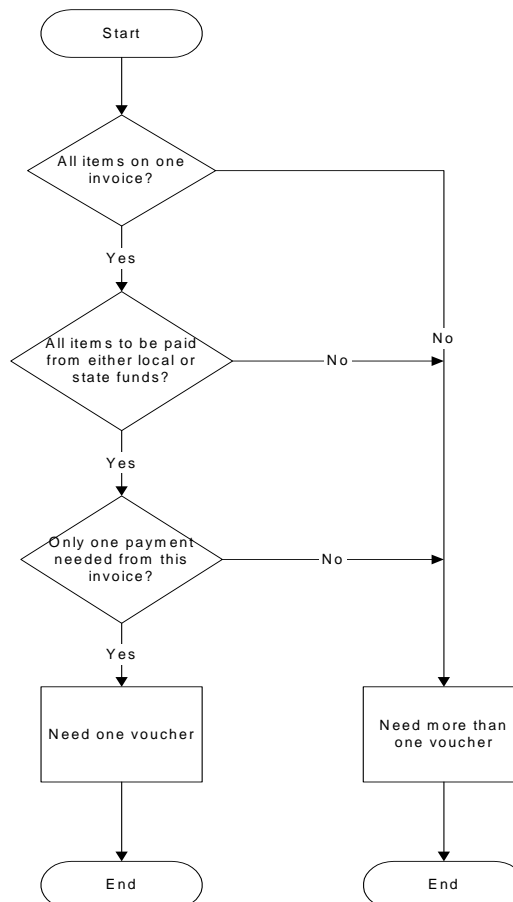 Start
All items on one
invoice?
Yes
No
All items to be paid
from either local or
state funds?
No
Yes
Only one payment
needed from this
invoice?
No
Yes
Need one voucher
Need more than
one voucher
End
End